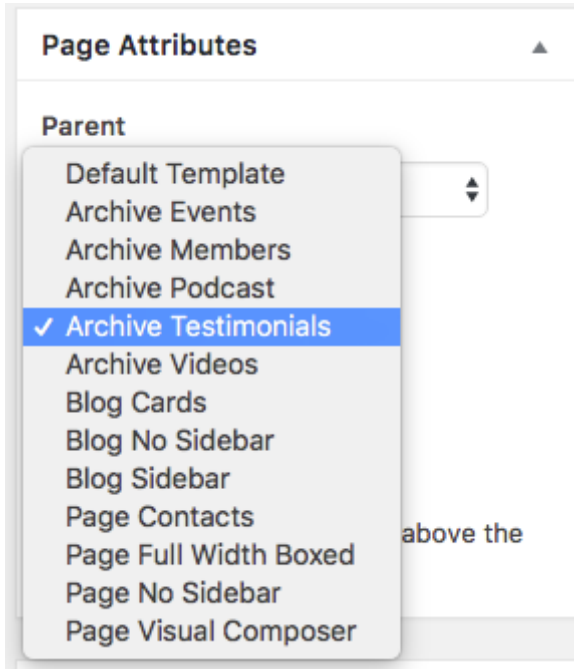 Page Attributes
Parent
Default Template
Archive Events
Archive Members
Archive Podcast
✓ Archive Testimonials
Archive Videos
Blog Cards
Blog No Sidebar
Blog Sidebar
Page Contacts
above the
Page Full Width Boxed
Page No Sidebar
Page Visual Composer